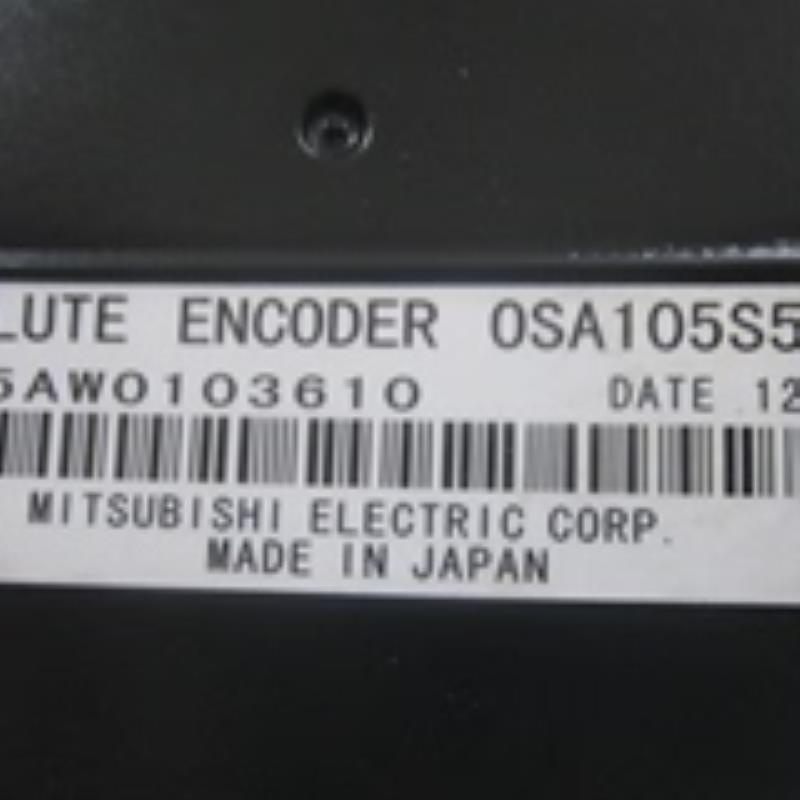 LUTE ENCODER OSA105S5
5AW0103610 DATE 12
MITSUBISHI ELECTRIC CORP.
MADE IN JAPAN